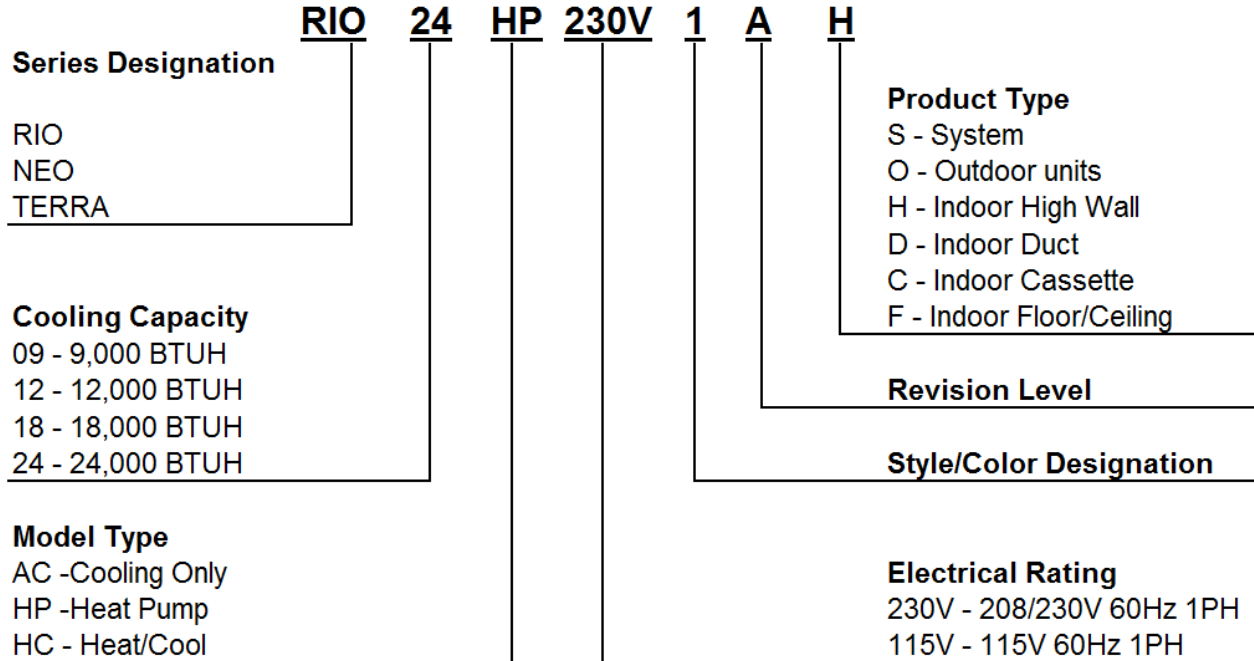 RIO 24 HP 230V 1 A H
Series Designation
RIO
NEO
TERRA
Cooling Capacity
09 - 9,000 BTUH
12 - 12,000 BTUH
18 - 18,000 BTUH
24 - 24,000 BTUH
Model Type
AC -Cooling Only
HP -Heat Pump
HC - Heat/Cool
Product Type
S - System
O - Outdoor units
H - Indoor High Wall
D - Indoor Duct
C - Indoor Cassette
F - Indoor Floor/Ceiling
Revision Level
Style/Color Designation
Electrical Rating
230V - 208/230V 60Hz 1PH
115V - 115V 60Hz 1PH